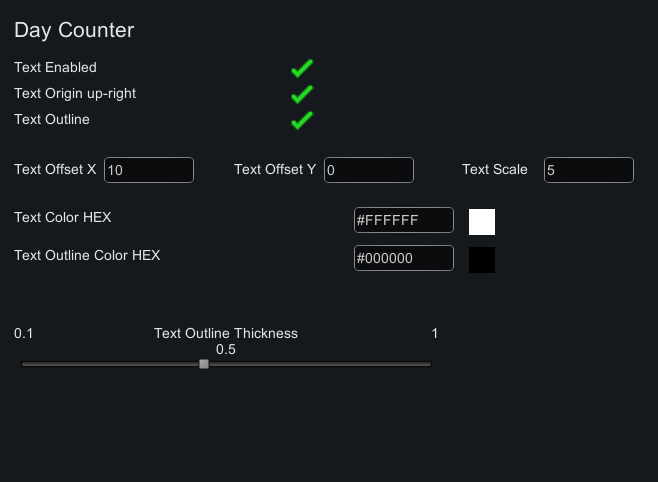 Day Counter
Text Enabled
Text Origin up-right
Text Outline
Text Offset X 10 Text Offset Y 0 Text Scale 5
Text Color HEX #FFFFFF
Text Outline Color HEX #000000
0.1 Text Outline Thickness 1
0.5